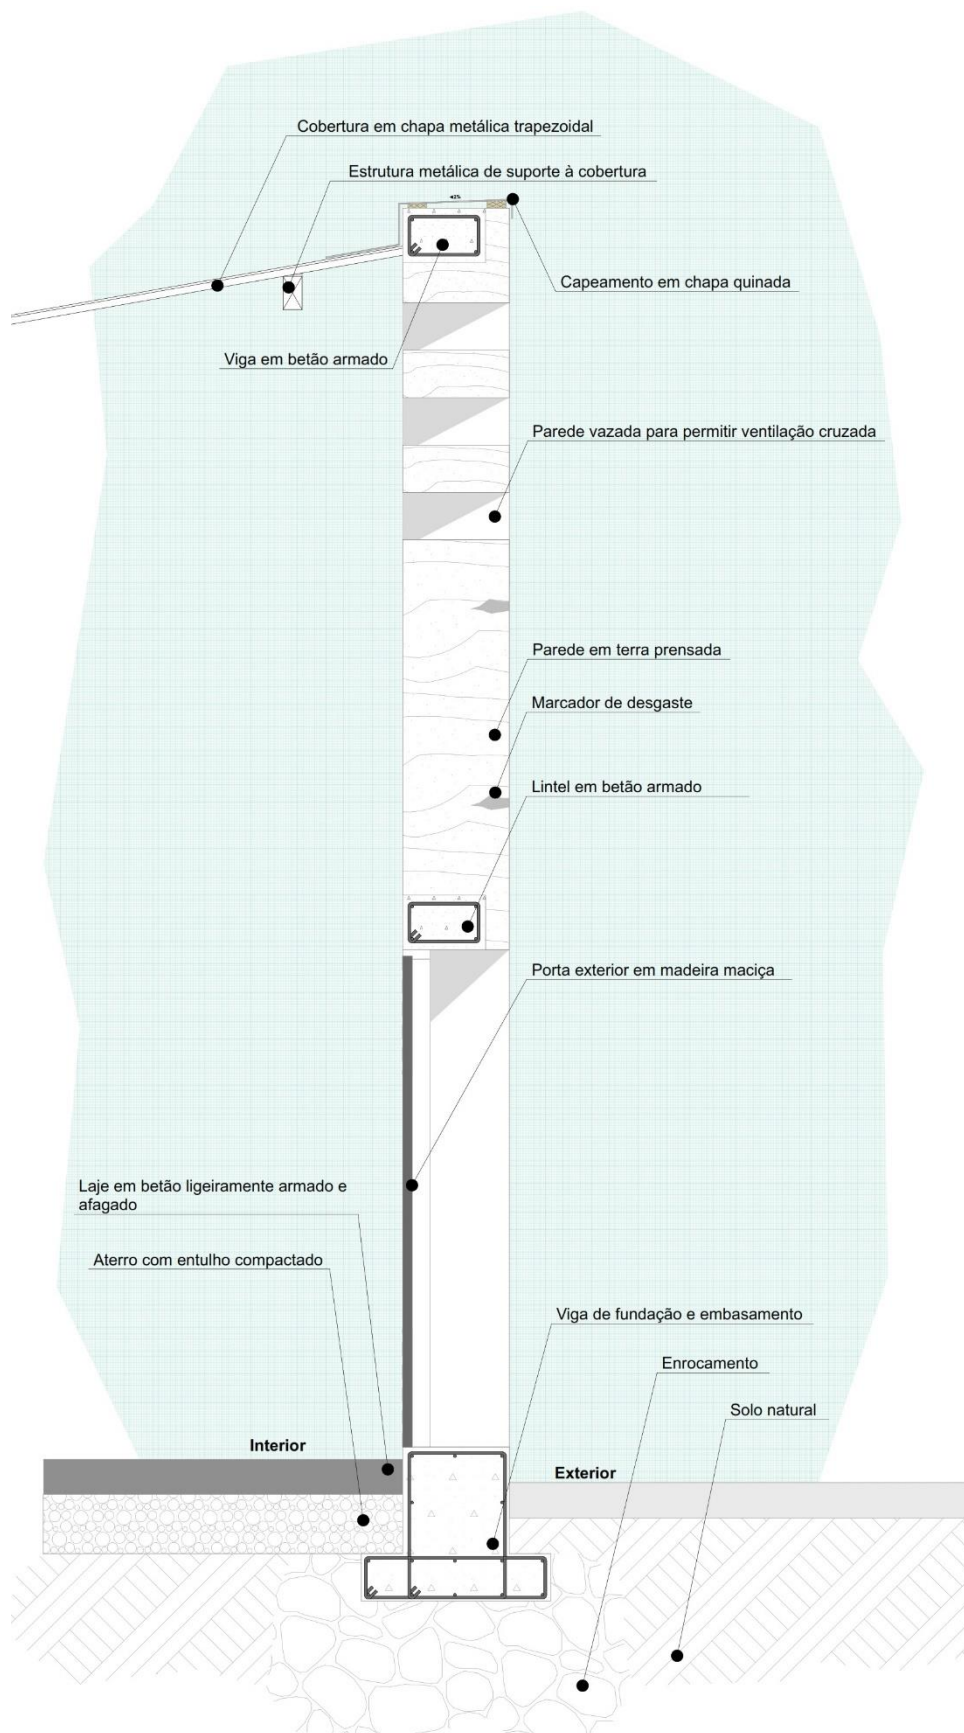 Cobertura em chapa metálica trapezoidal
Estrutura metálica de suporte à cobertura
Capeamento em chapa quinada
Viga em betão armado
Parede vazada para permitir ventilação cruzada
Parede em terra prensada
Marcador de desgaste
Lintel em betão armado
Porta exterior em madeira maciça
Laje em betão ligeiramente armado e
afagado
Aterro com entulho compactado
Viga de fundação e embasamento
Enrocamento
Solo natural
Interior
Exterior